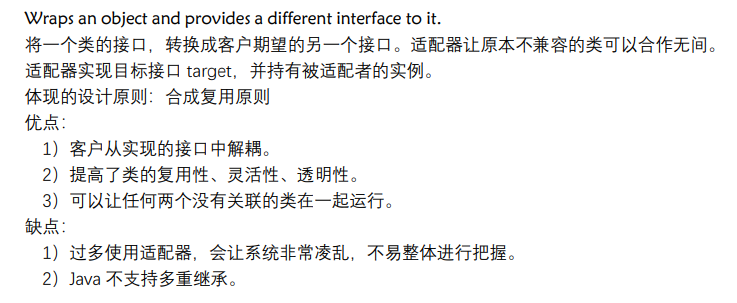 Wraps an object and provides a different interface to it.
将一个类的接口，转换成客户期望的另一个接口。适配器让原本不兼容的类可以合作无间。
适配器实现目标接口 target，并持有被适配者的实例。
体现的设计原则：合成复用原则
优点：
1）客户从实现的接口中解耦。
2）提高了类的复用性、灵活性、透明性。
3）可以让任何两个没有关联的类在一起运行。
缺点：
1）过多使用适配器，会让系统非常凌乱，不易整体进行把握。
2）Java 不支持多重继承。